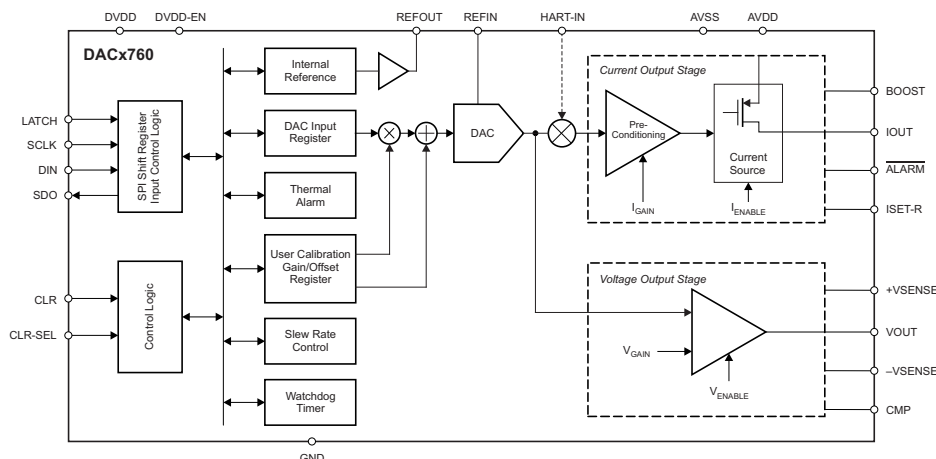 DVDD
DVDD-EN
REFOUT
REFIN
HART-IN
AVSS
AVDD
DACx760
Internal
Reference
Current Output Stage
BOOST
LATCH
SCLK
DIN
SDO
SPI Shift Register
Input Control Logic
DAC Input
Register
DAC
Pre-
Conditioning
Current
Source
IOUT
ALARM
Thermal
Alarm
IGAIN
IENABLE
ISET-R
User Calibration
Gain/Offset
Register
Voltage Output Stage
CLR
CLR-SEL
Control Logic
+VSENSE
Slew Rate
Control
VOUT
VGAIN
VENABLE
–VSENSE
Watchdog
Timer
CMP
GND